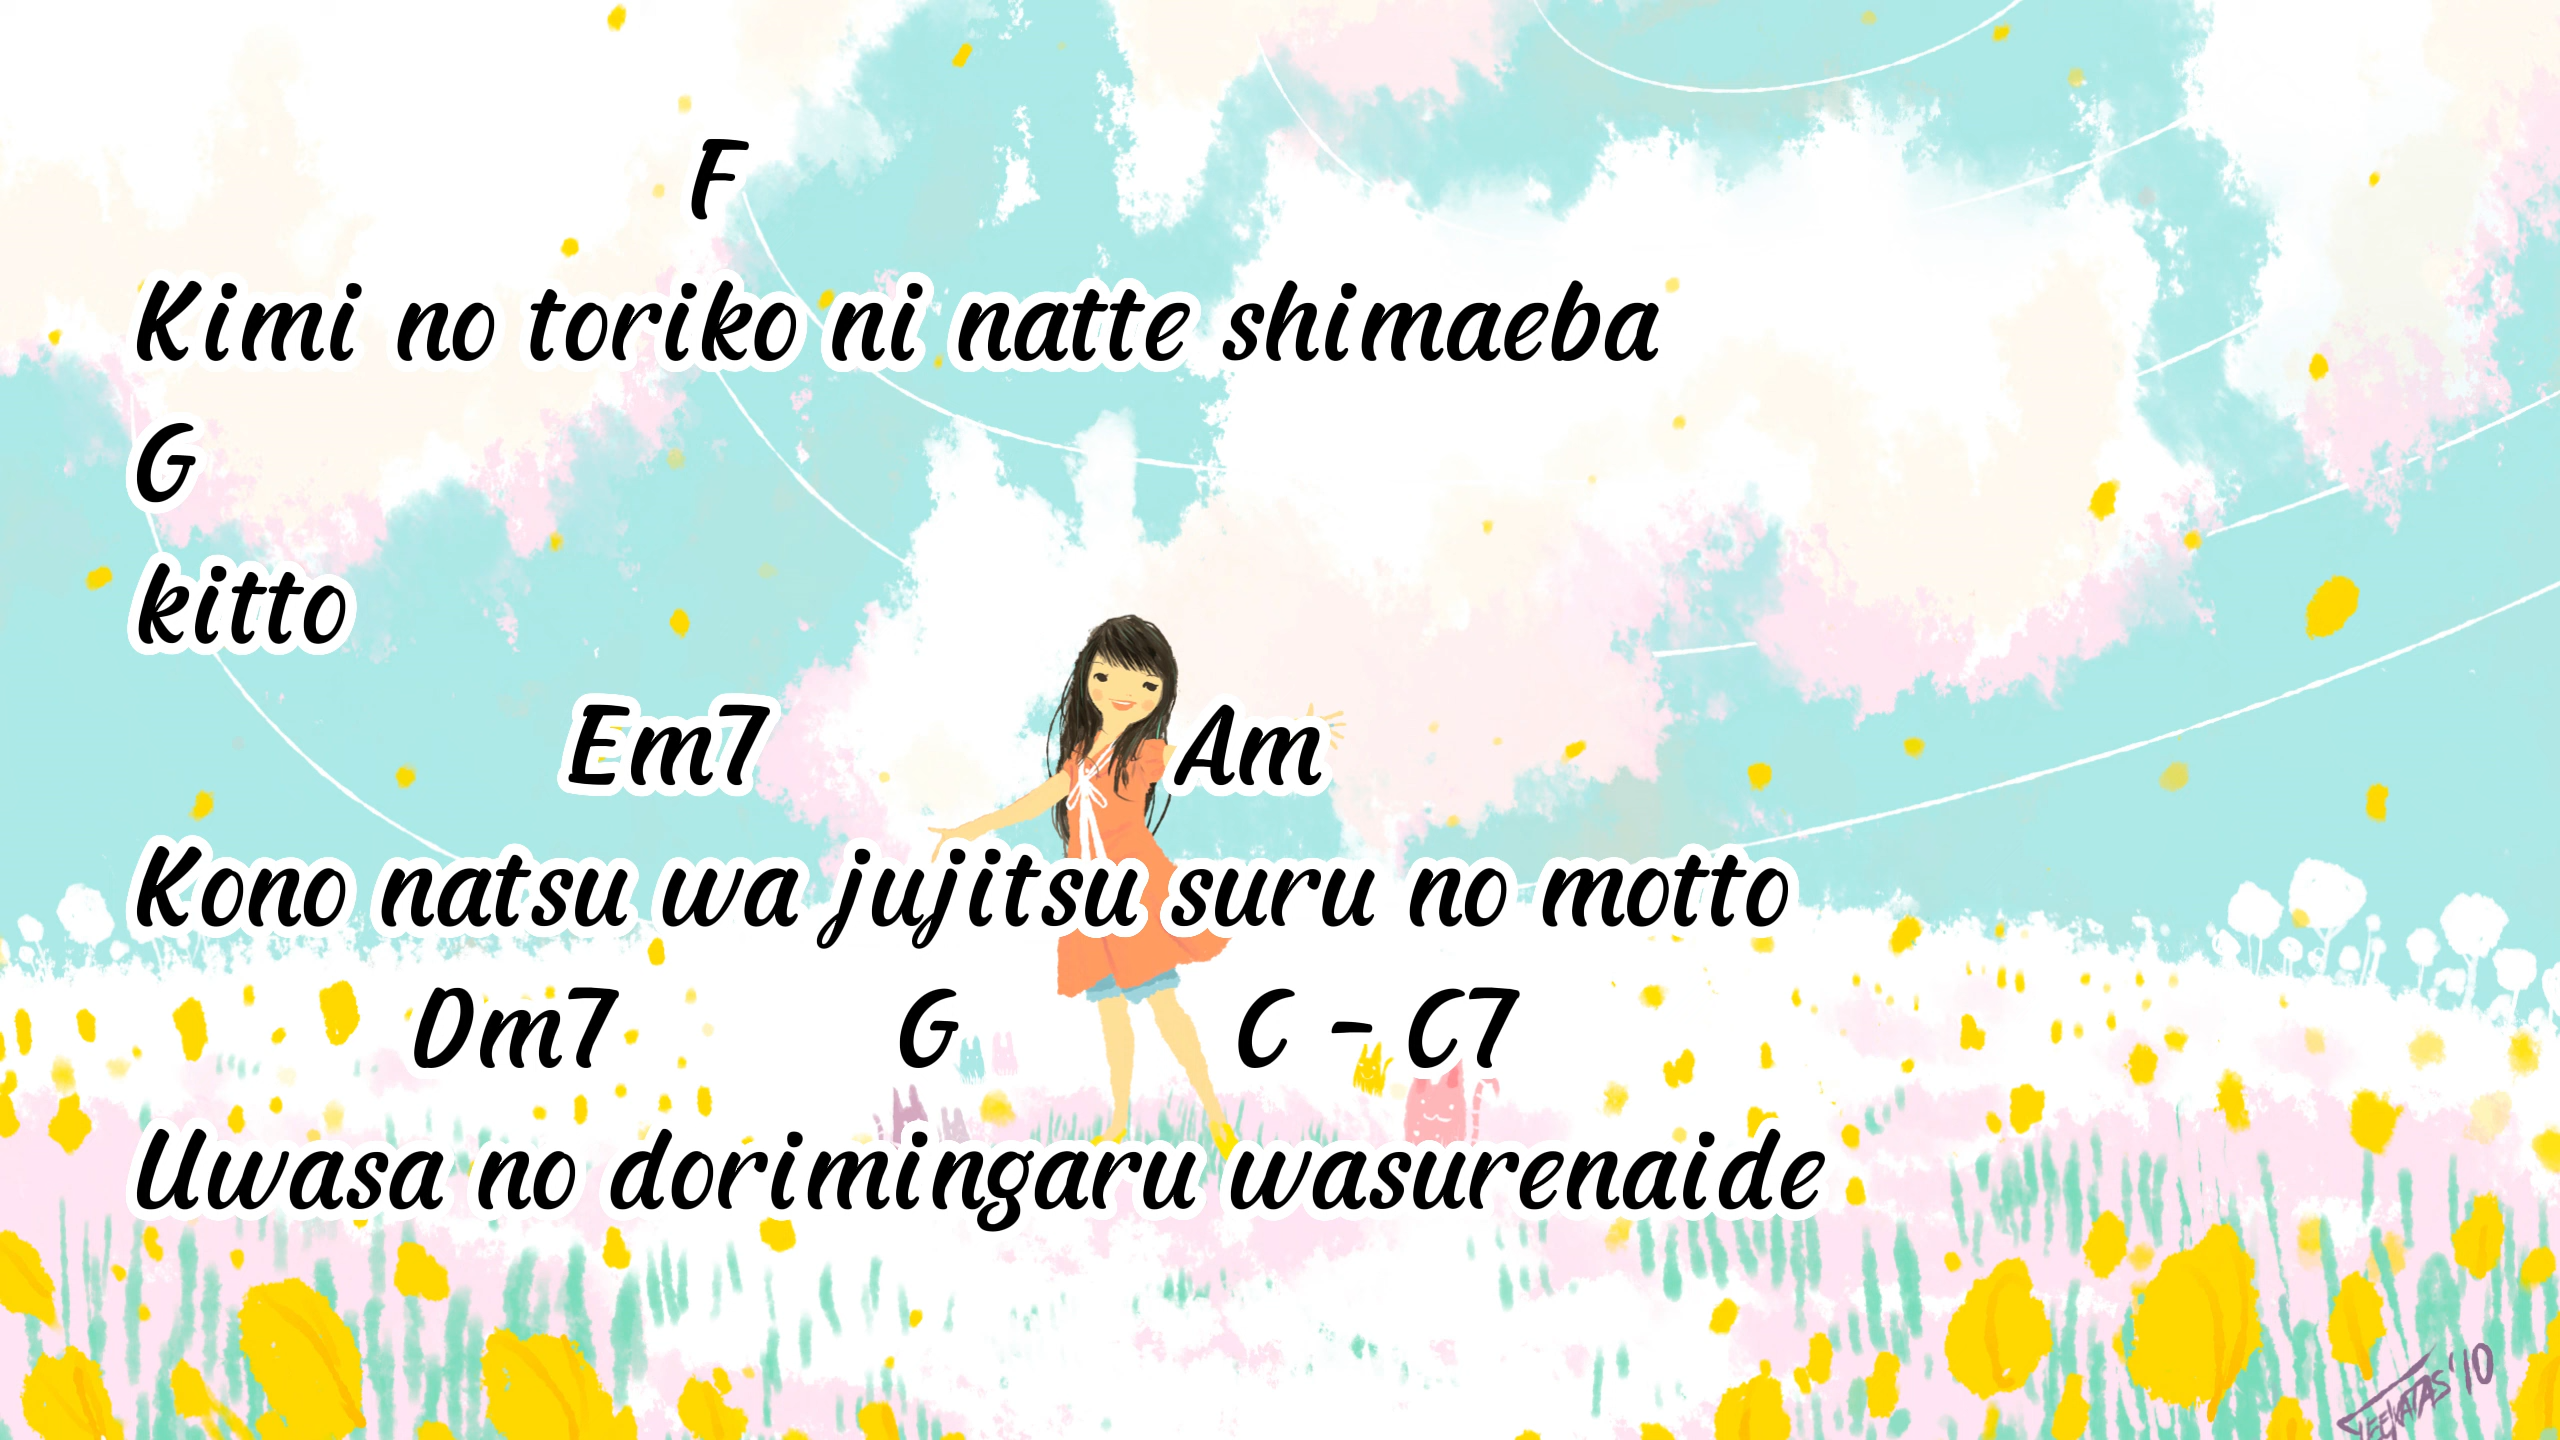 F
Kimi no toriko ni natte shimaeba
G
kitto
Em7 Am
Kono natsu wa jujitsu suru no motto
Dm7 G C - C7
Uwasa no dorimingaru wasurenaide